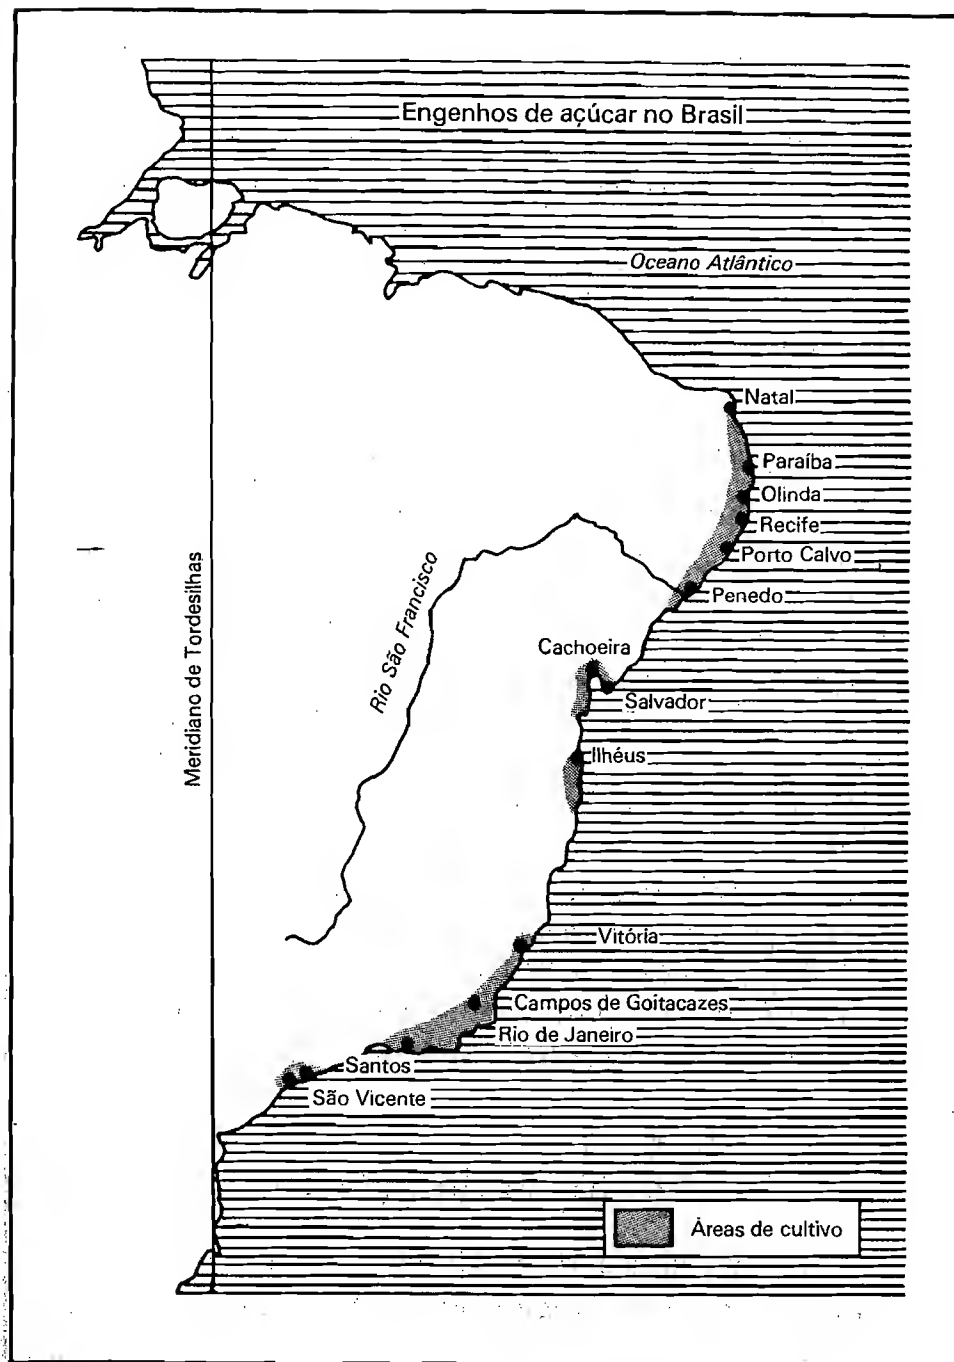 Engenhos de açúcar no Brasil
Oceano Atlântico
Natal
Paraíba
Olinda
Recife
Porto Calvo
Penedo
Rio São Francisco
Meridiano de Tordesilhas
Cachoeira
Salvador
Ilhéus
Vitória
Campos de Goitacazes
Rio de Janeiro
Santos
São Vicente
Áreas de cultivo